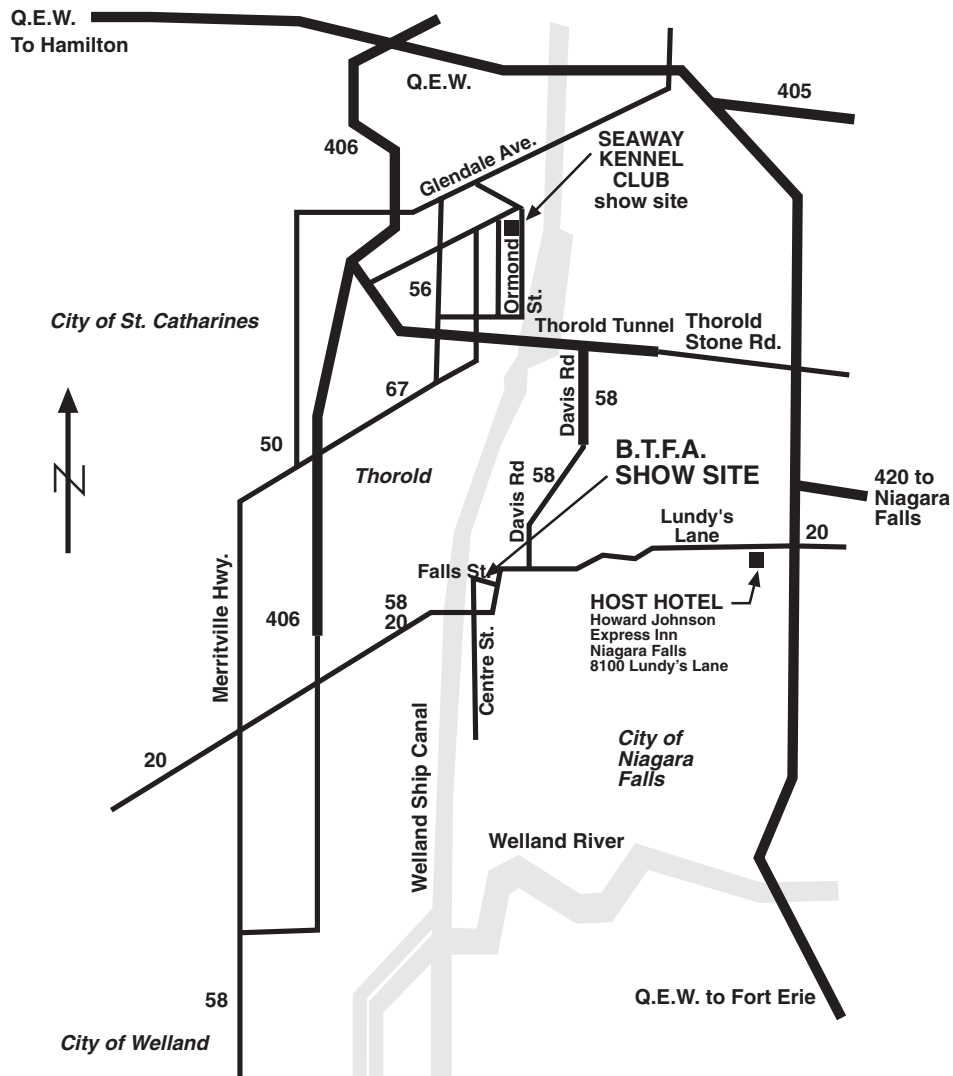 Q.E.W.
To Hamilton
Q.E.W.
405
406
Glendale Ave.
SEAWAY
KENNEL
CLUB
show site
56
Ormond
St.
City of St. Catharines
Thorold Tunnel
Thorold
Stone Rd.
67
Davis Rd
58
50
Thorold
B.T.F.A.
SHOW SITE
58
Davis Rd
420 to
Niagara
Falls
Lundy's
Lane
20
N
Falls St.
Merritville Hwy.
406
58
20
Centre St.
HOST HOTEL
Howard Johnson
Express Inn
Niagara Falls
8100 Lundy’s Lane
20
Welland Ship Canal
City of
Niagara
Falls
Welland River
58
Q.E.W. to Fort Erie
City of Welland